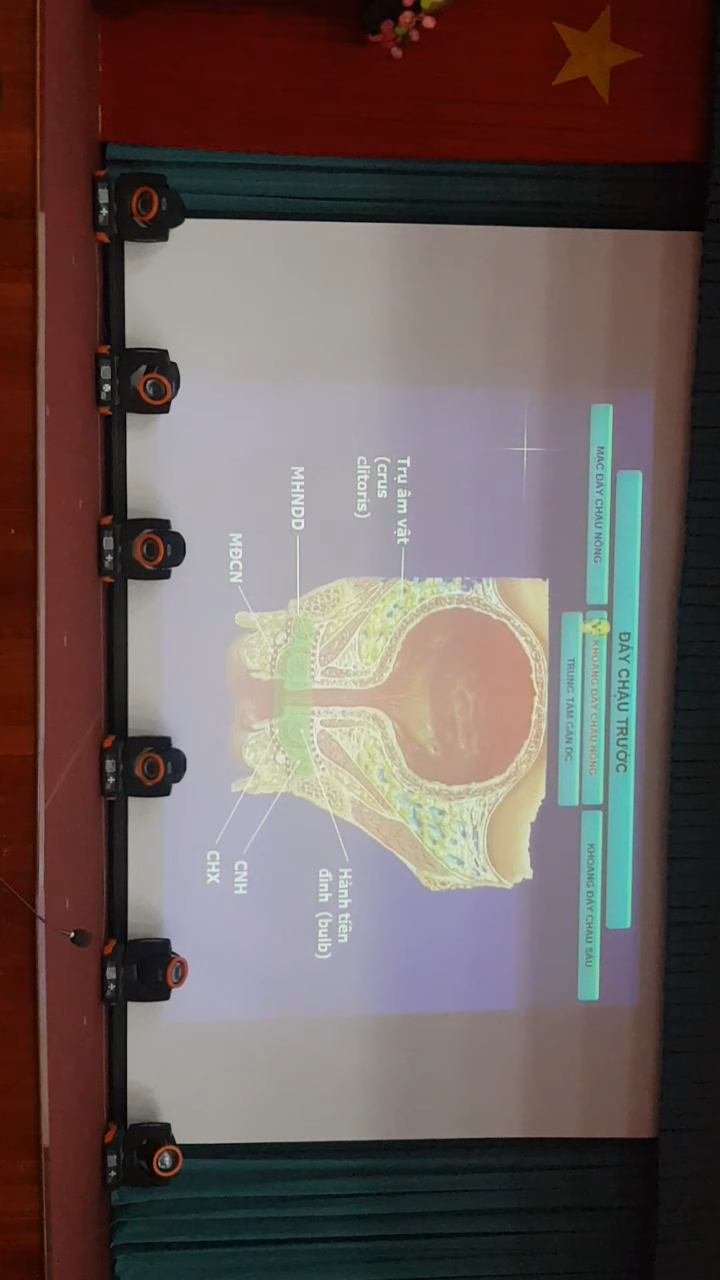 ĐÁY CHẬU TRƯỚC
MẠC ĐÁY CHẬU NÔNG
KHOANG ĐÁY CHẬU NÔNG
KHOANG ĐÁY CHẬU SÂU
TRUNG TÂM GÂN ĐC
Trụ âm vật
(crus
clitoris)
MHNDD
MĐCN
Hành tiền
đình (bulb)
CNH
CHX